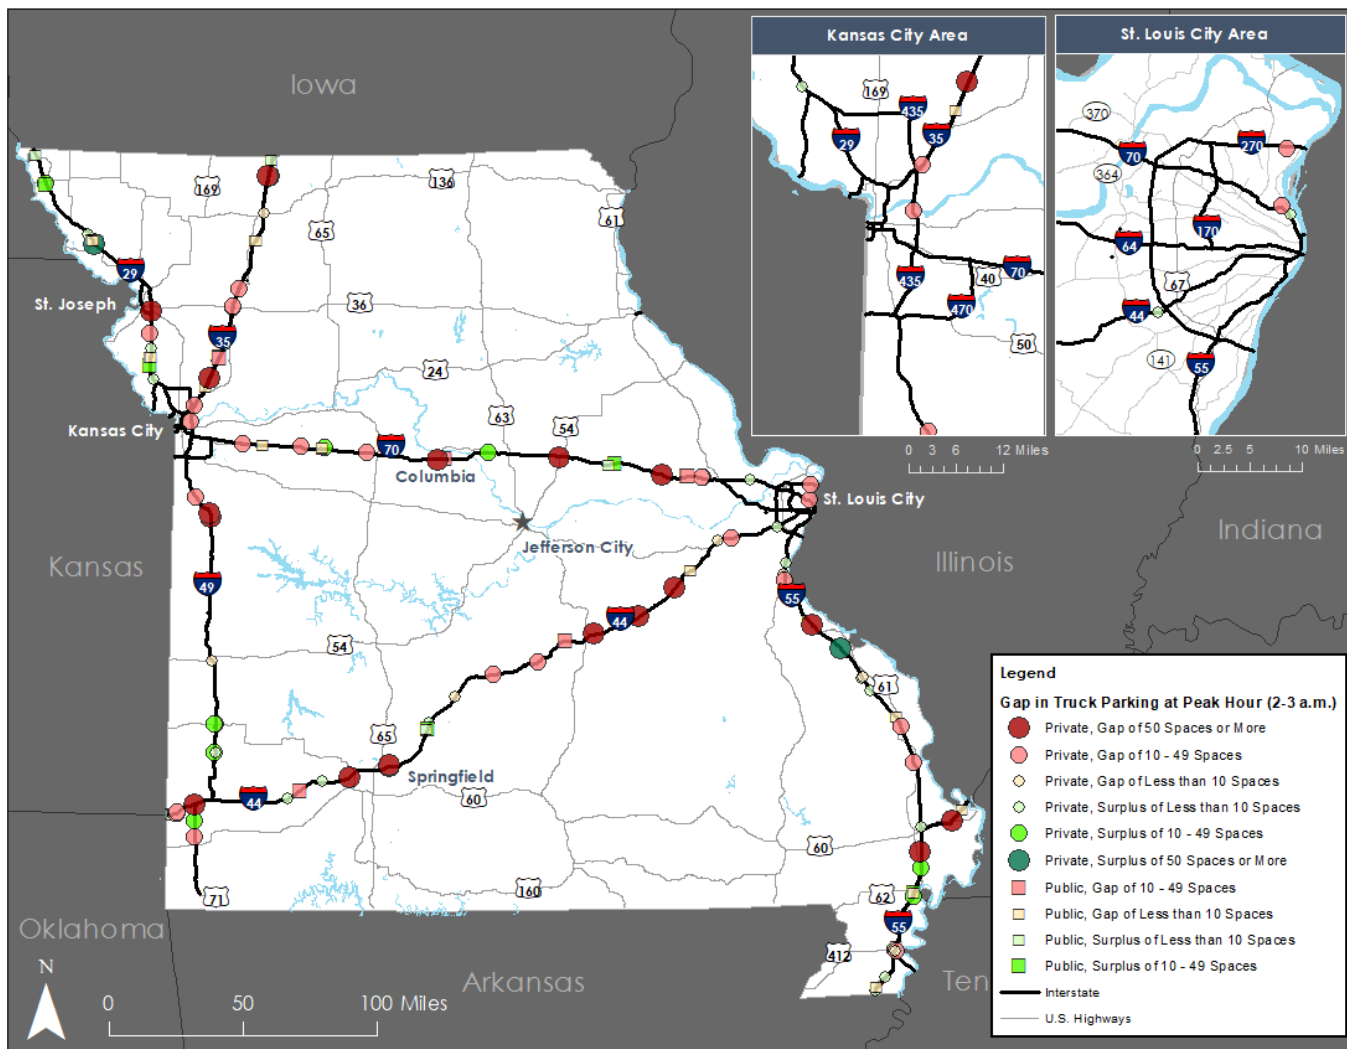 Kansas City Area
St. Louis City Area
Iowa
169
435
29
35
70
435
40
470
50
370
270
70
364
170
64
67
44
141
55
0 3 6 12 Miles
0 2.5 5 10 Miles
169
136
65
61
29
St. Joseph
36
35
24
63
54
Kansas City
70
Columbia
St. Louis City
Jefferson City
Indiana
Illinois
Kansas
49
55
44
54
61
65
Springfield
44
60
60
160
71
62
55
412
Oklahoma
Arkansas
Ten
N
0 50 100 Miles
Legend
Gap in Truck Parking at Peak Hour (2-3 a.m.)
Private, Gap of 50 Spaces or More
Private, Gap of 10 - 49 Spaces
Private, Gap of Less than 10 Spaces
Private, Surplus of Less than 10 Spaces
Private, Surplus of 10 - 49 Spaces
Private, Surplus of 50 Spaces or More
Public, Gap of 10 - 49 Spaces
Public, Gap of Less than 10 Spaces
Public, Surplus of Less than 10 Spaces
Public, Surplus of 10 - 49 Spaces
Interstate
U.S. Highways